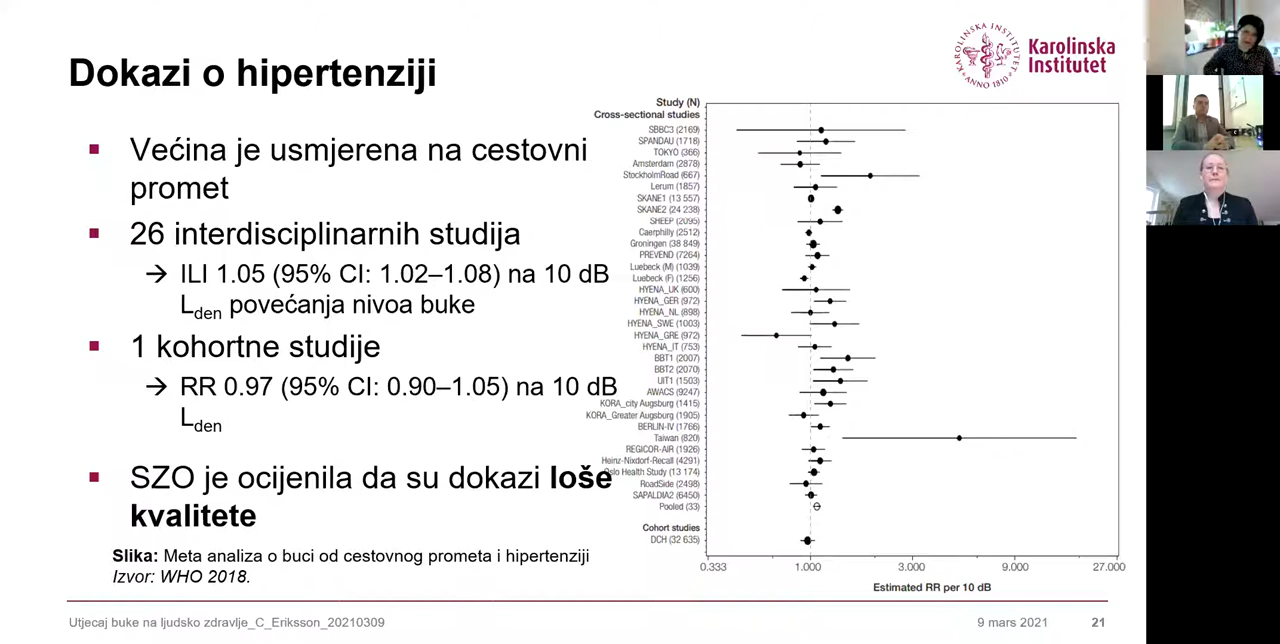 Dokazi o hipertenziji
KAROLINSKA INSTITUTET
ANNO 1810
Karolinska
Institutet
▪ Većina je usmjerena na cestovni
promet
▪ 26 interdisciplinarnih studija
→ ILI 1.05 (95% CI: 1.02–1.08) na 10 dB
Lden povećanja nivoa buke
▪ 1 kohortne studije
→ RR 0.97 (95% CI: 0.90–1.05) na 10 dB
Lden
▪ SZO je ocijenila da su dokazi loše
kvalitete
Slika: Meta analiza o buci od cestovnog prometa i hipertenziji
Izvor: WHO 2018.
Study (N)
Cross-sectional studies
SBBC3 (2169)
SPANDAU (1718)
TOKYO (366)
Amsterdam (2878)
StockholmRoad (667)
Lerum (1857)
SKANE1 (13 557)
SKANE2 (24 238)
SHEEP (2095)
Caerphilly (2512)
Groningen (38 849)
PREVEND (7264)
Luebeck (M) (1039)
Luebeck (F) (1256)
HYENA_UK (600)
HYENA_GER (972)
HYENA_NL (898)
HYENA_SWE (1003)
HYENA_GRE (972)
HYENA_IT (753)
BBT1 (2007)
BBT2 (2070)
UIT1 (1503)
AWACS (9247)
KORA_city Augsburg (1415)
KORA_Greater Augsburg (1905)
BERLIN-IV (1766)
Taiwan (820)
REGICOR-AIR (1926)
Heinz-Nixdorf-Recall (4291)
Oslo Health Study (13 174)
RoadSide (2498)
SAPALDIA2 (6450)
Pooled (33)
Cohort studies
DCH (32 635)
0.333 1.000 3.000 9.000 27.000
Estimated RR per 10 dB
Utjecaj buke na ljudsko zdravlje_C_Eriksson_20210309
9 mars 2021
21